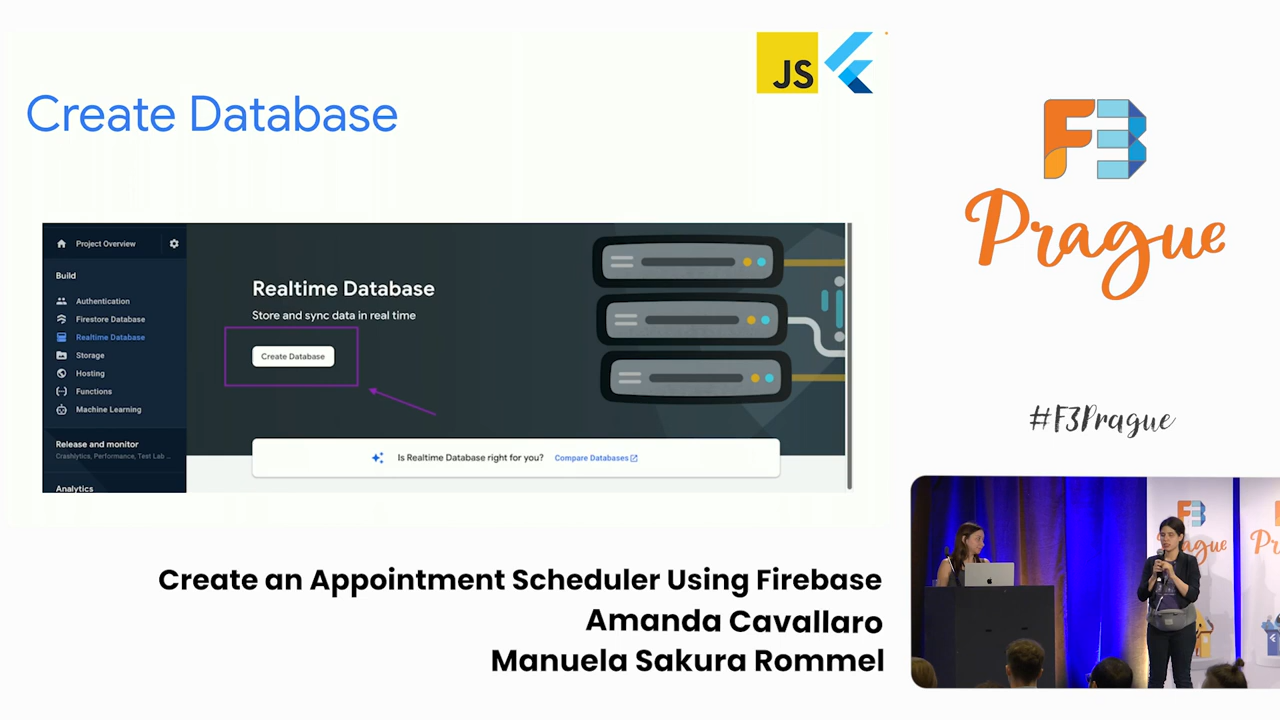 JS
Create Database
Project Overview
Build
Authentication
Firestore Database
Realtime Database
Storage
Hosting
Functions
Machine Learning
Release and monitor
Crashlytics, Performance, Test Lab ...
Analytics
Realtime Database
Store and sync data in real time
Create Database
Is Realtime Database right for you? Compare Databases
F3
Prague
#F3Prague
Create an Appointment Scheduler Using Firebase
Amanda Cavallaro
Manuela Sakura Rommel